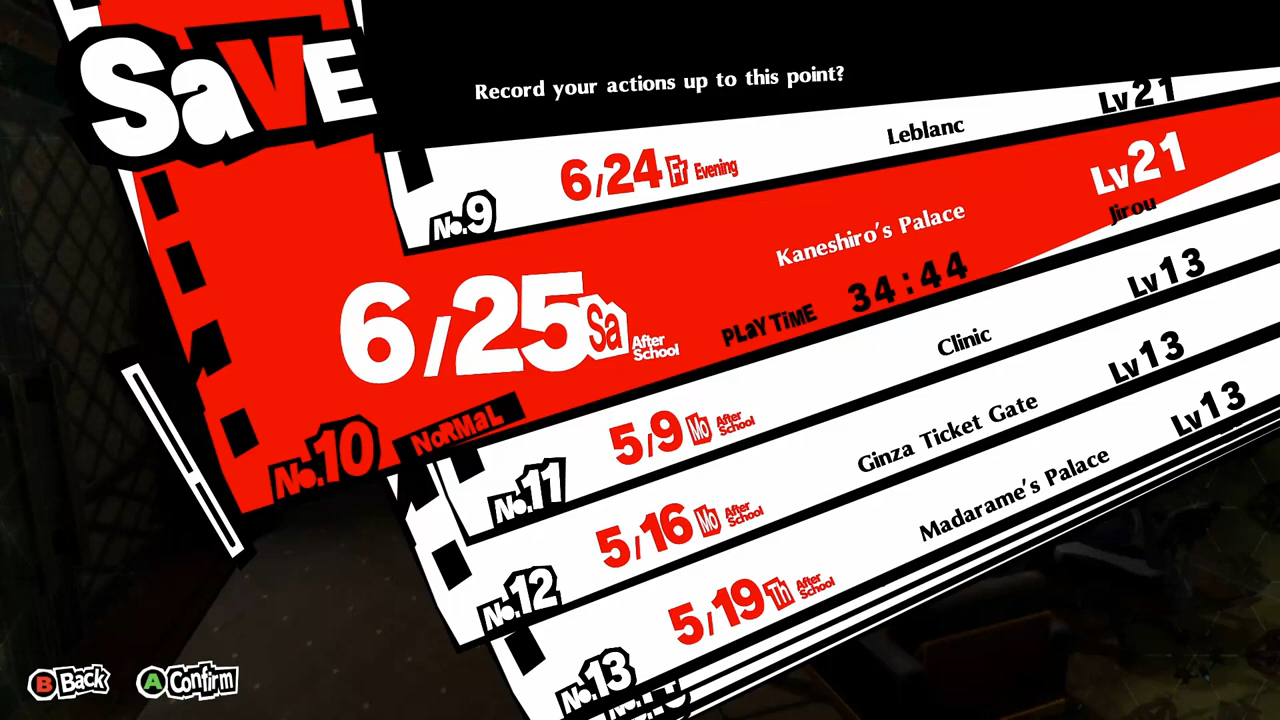 SaVE
Record your actions up to this point?
No.9 6/24 Fr Evening Leblanc Lv21
No.10 6/25 Sa After School Kaneshiro's Palace Lv21
Jirou
PLaY TiME 34:44
NoRMaL
No.11 5/9 Mo After School Clinic Lv13
No.12 5/16 Mo After School Ginza Ticket Gate Lv13
No.13 5/19 Th After School Madarame's Palace Lv13
B Back A Confirm